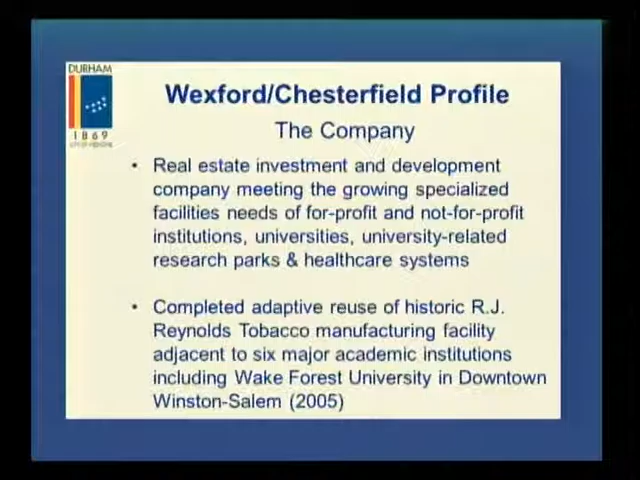 DURHAM
1869
CITY OF MEDICINE
Wexford/Chesterfield Profile
The Company
• Real estate investment and development
company meeting the growing specialized
facilities needs of for-profit and not-for-profit
institutions, universities, university-related
research parks & healthcare systems
• Completed adaptive reuse of historic R.J.
Reynolds Tobacco manufacturing facility
adjacent to six major academic institutions
including Wake Forest University in Downtown
Winston-Salem (2005)